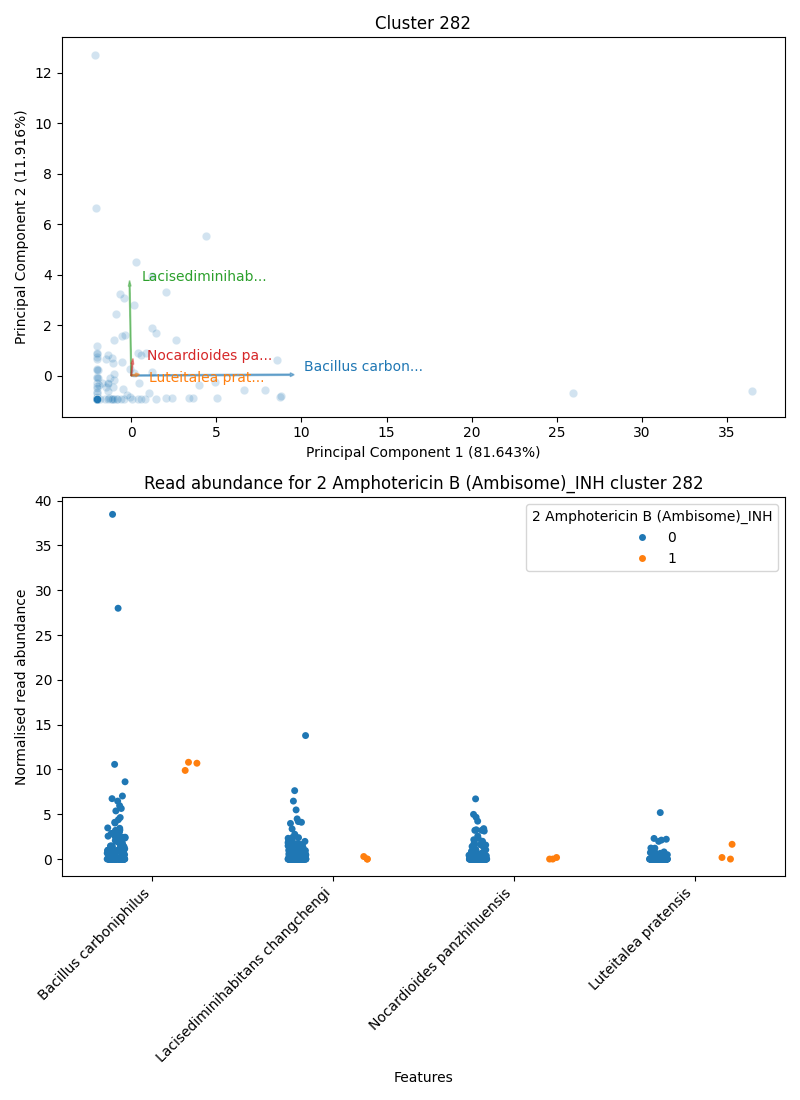 Cluster 282
Principal Component 2 (11.916%)
12
10
8
6
4
2
0
Lacisediminihab...
Nocardioides pa...
Luteitalea prat...
Bacillus carbon...
0
5
10
15
20
25
30
35
Principal Component 1 (81.643%)
Read abundance for 2 Amphotericin B (Ambisome)_INH cluster 282
Normalised read abundance
40
35
30
25
20
15
10
5
0
2 Amphotericin B (Ambisome)_INH
0
1
Bacillus carboniphilus
Lacisediminihabitans changchengi
Nocardioides panzhihuensis
Luteitalea pratensis
Features